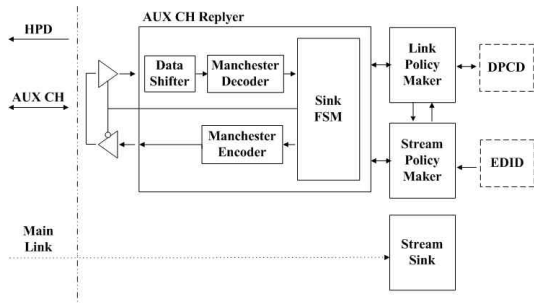 AUX CH Replyer
HPD
AUX CH
Data
Shifter
Manchester
Decoder
Sink
FSM
Manchester
Encoder
Link
Policy
Maker
DPCD
Stream
Policy
Maker
EDID
Main
Link
Stream
Sink